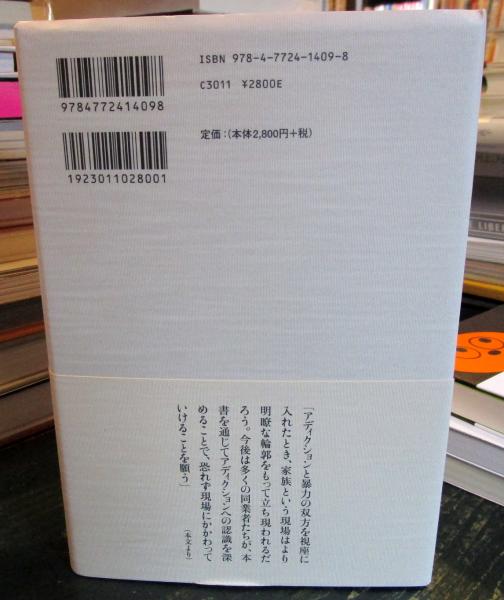 ISBN 978-4-7724-1409-8
C3011 ¥2800E
9784772414098
定価：(本体2,800円+税)
1923011028001
「アディクションと暴力の双方を視座に
入れたとき、家族という現場はより
明瞭な輪郭をもって立ち現われるだ
ろう。今後は多くの同業者たちが、本
書を通じてアディクションへの認識を深
めることで、恐れず現場にかかわって
いけることを願う」
（本文より）